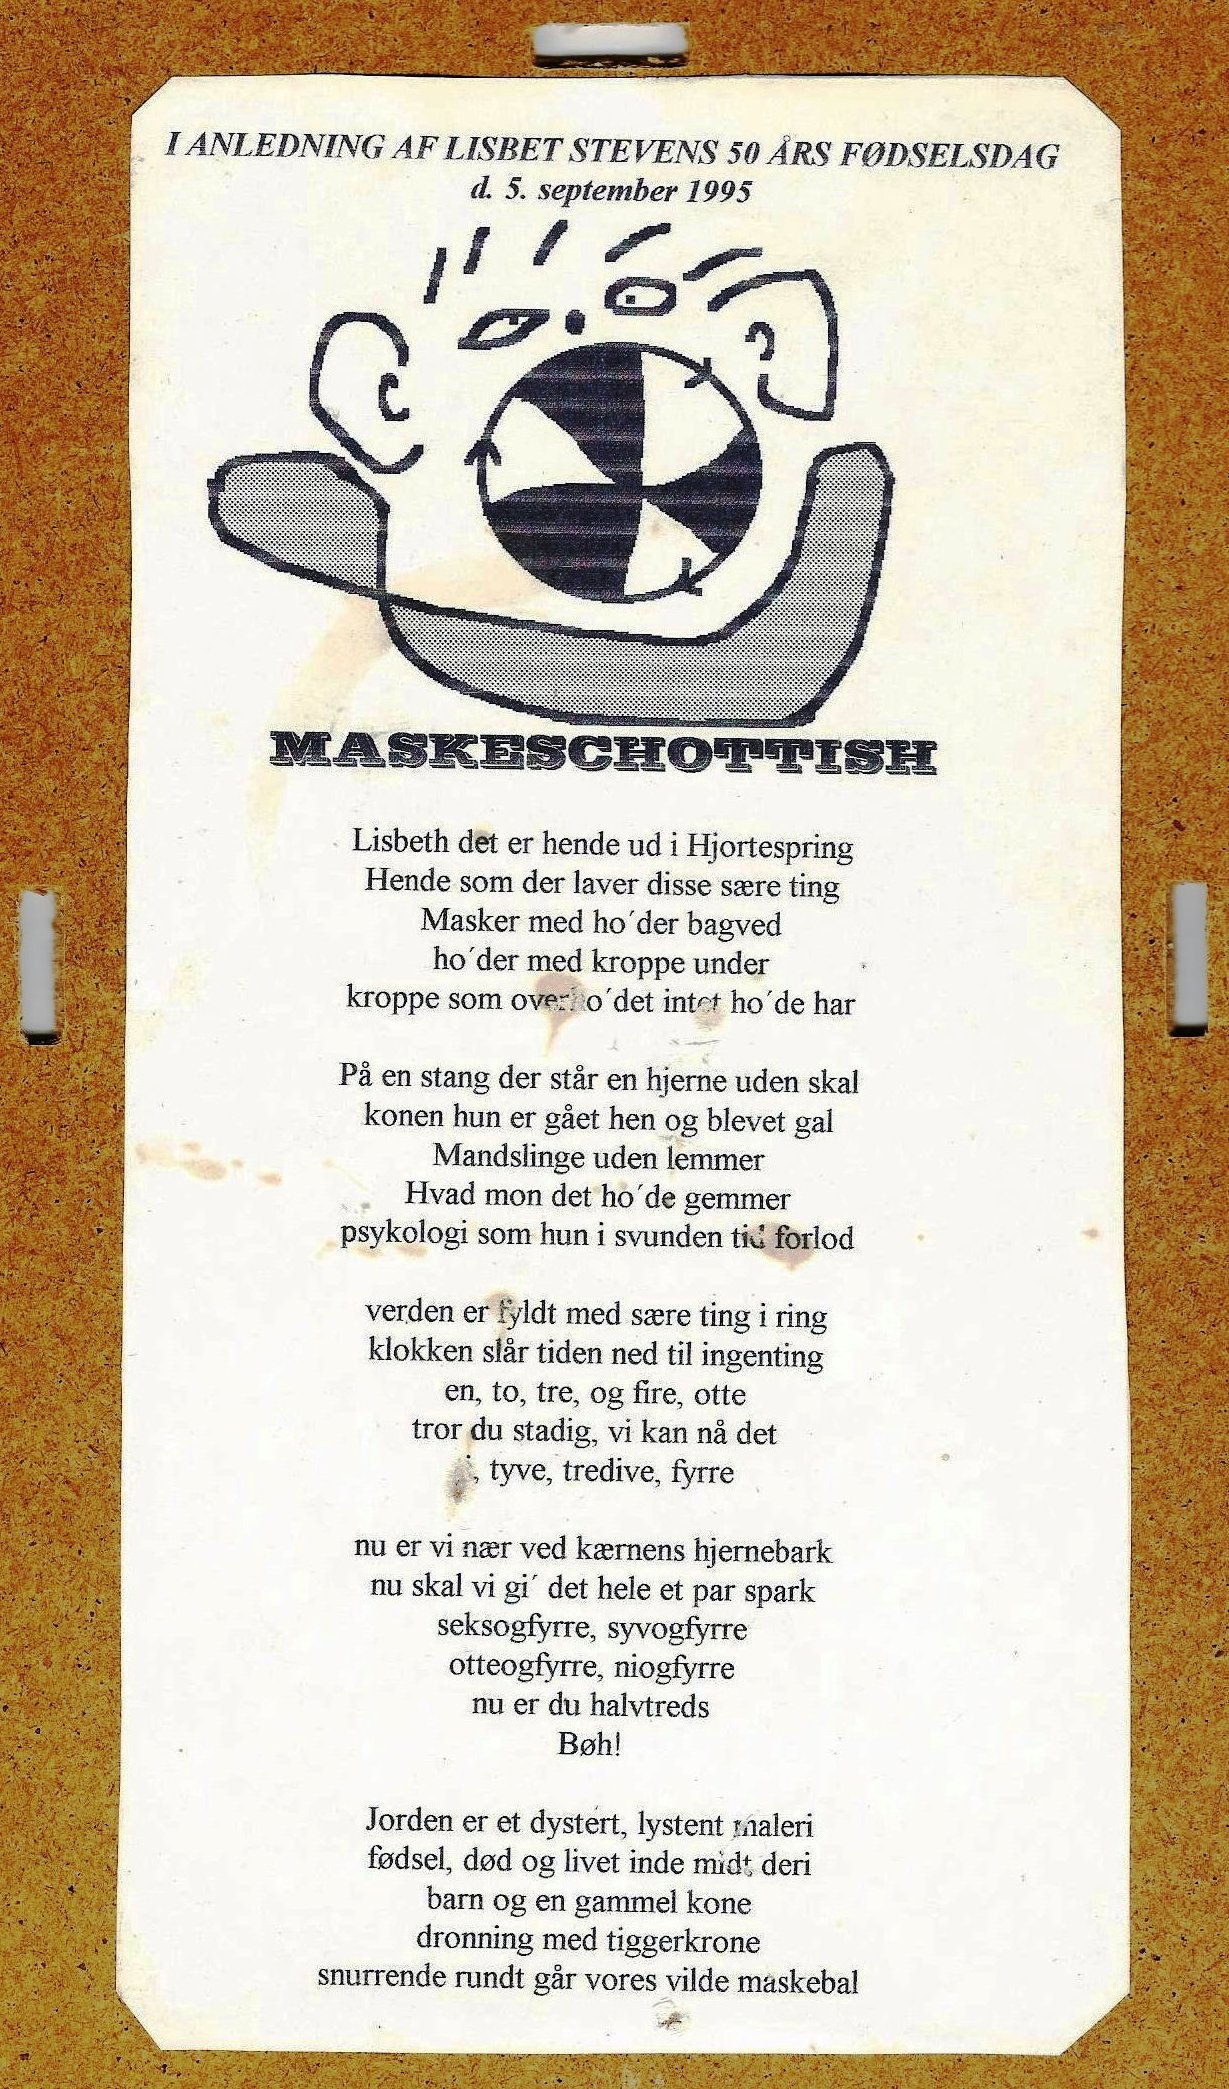 I ANLEDNING AF LISBET STEVENS 50 ÅRS FØDSELSDAG
d. 5. september 1995
MASKESCHOTTISH
Lisbeth det er hende ud i Hjortespring
Hende som der laver disse sære ting
Masker med ho´der bagved
ho´der med kroppe under
kroppe som overho´det intet ho´de har
På en stang der står en hjerne uden skal
konen hun er gået hen og blevet gal
Mandslinge uden lemmer
Hvad mon det ho´de gemmer
psykologi som hun i svunden tid forlod
verden er fyldt med sære ting i ring
klokken slår tiden ned til ingenting
en, to, tre, og fire, otte
tror du stadig, vi kan nå det
, tyve, tredive, fyrre
nu er vi nær ved kærnens hjernebark
nu skal vi gi´ det hele et par spark
seksogfyrre, syvogfyrre
otteogfyrre, niogfyrre
nu er du halvtreds
Bøh!
Jorden er et dystert, lystent maleri
fødsel, død og livet inde midt deri
barn og en gammel kone
dronning med tiggerkrone
snurrende rundt går vores vilde maskebal